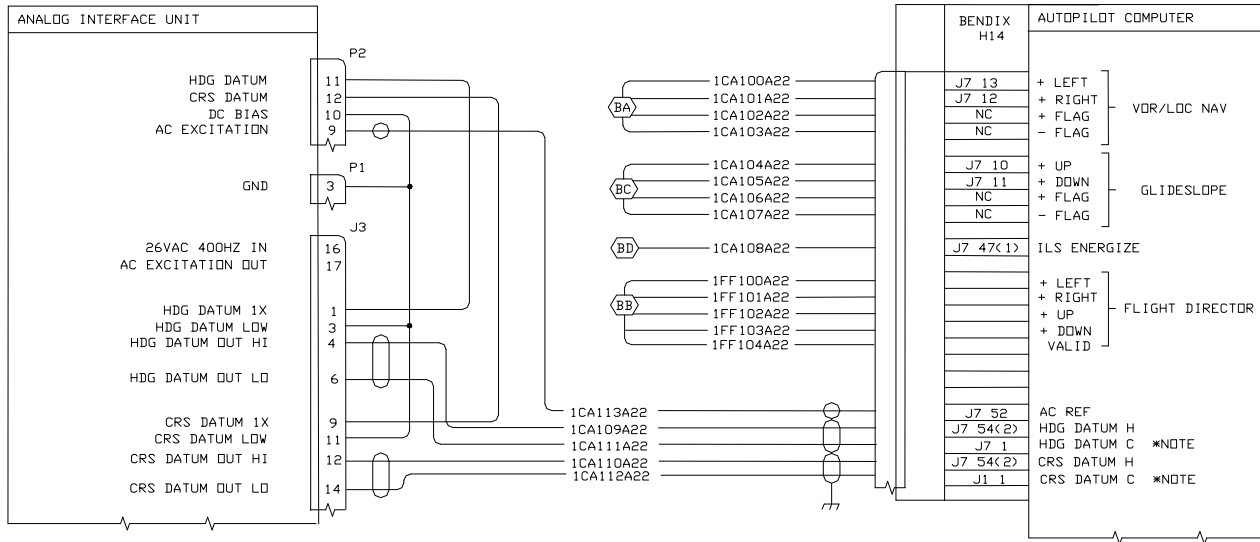 ANALOG INTERFACE UNIT
P2
HDG DATUM 11
CRS DATUM 12
DC BIAS 10
AC EXCITATION 9
P1
GND 3
J3
26VAC 400HZ IN 16
AC EXCITATION OUT 17
HDG DATUM 1X 1
HDG DATUM LOW 3
HDG DATUM OUT HI 4
HDG DATUM OUT LO 6
CRS DATUM 1X 9
CRS DATUM LOW 11
CRS DATUM OUT HI 12
CRS DATUM OUT LO 14
BA
1CA100A22
1CA101A22
1CA102A22
1CA103A22
BC
1CA104A22
1CA105A22
1CA106A22
1CA107A22
BD
1CA108A22
BB
1FF100A22
1FF101A22
1FF102A22
1FF103A22
1FF104A22
1CA113A22
1CA109A22
1CA111A22
1CA110A22
1CA112A22
BENDIX
H14
AUTOPILOT COMPUTER
J7 13 + LEFT
J7 12 + RIGHT
NC + FLAG
NC - FLAG
VOR/LOC NAV
J7 10 + UP
J7 11 + DOWN
NC + FLAG
NC - FLAG
GLIDESLOPE
J7 47(1) ILS ENERGIZE
+ LEFT
+ RIGHT
+ UP
+ DOWN
VALID
FLIGHT DIRECTOR
J7 52 AC REF
J7 54(2) HDG DATUM H
J7 1 HDG DATUM C *NOTE
J7 54(2) CRS DATUM H
J1 1 CRS DATUM C *NOTE